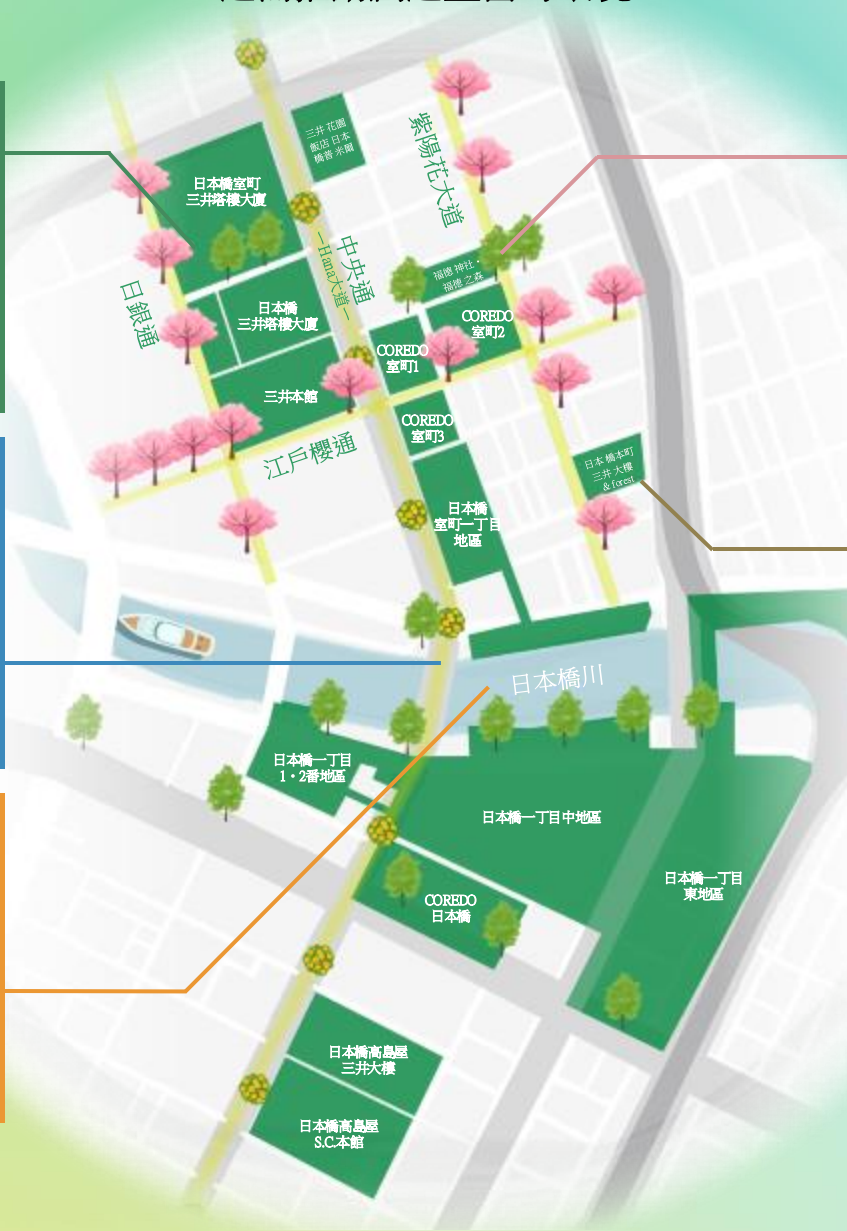 三井 花園
飯店 日本
橋普 米爾
紫陽花大道
日本橋室町
三井塔樓大廈
中央通
－Hana大道－
福德 神社・
福德 之森
日銀通
日本橋
三井塔樓大廈
COREDO
室町2
COREDO
室町1
三井本館
COREDO
室町3
江戶櫻通
日本 橋本町
三井 大樓
& forest
日本橋
室町一丁目
地區
日本橋川
日本橋一丁目
1・2番地區
日本橋一丁目中地區
日本橋一丁目
東地區
COREDO
日本橋
日本橋高島屋
三井大樓
日本橋高島屋
S.C.本館